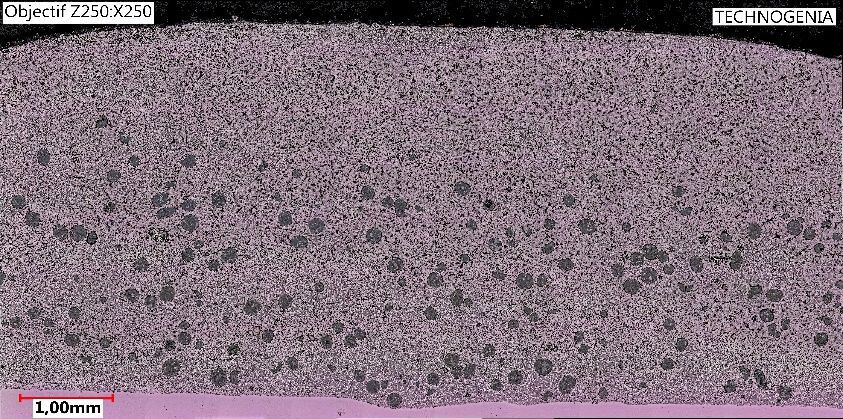 Objectif Z250:X250
TECHNOGENIA
1,00mm